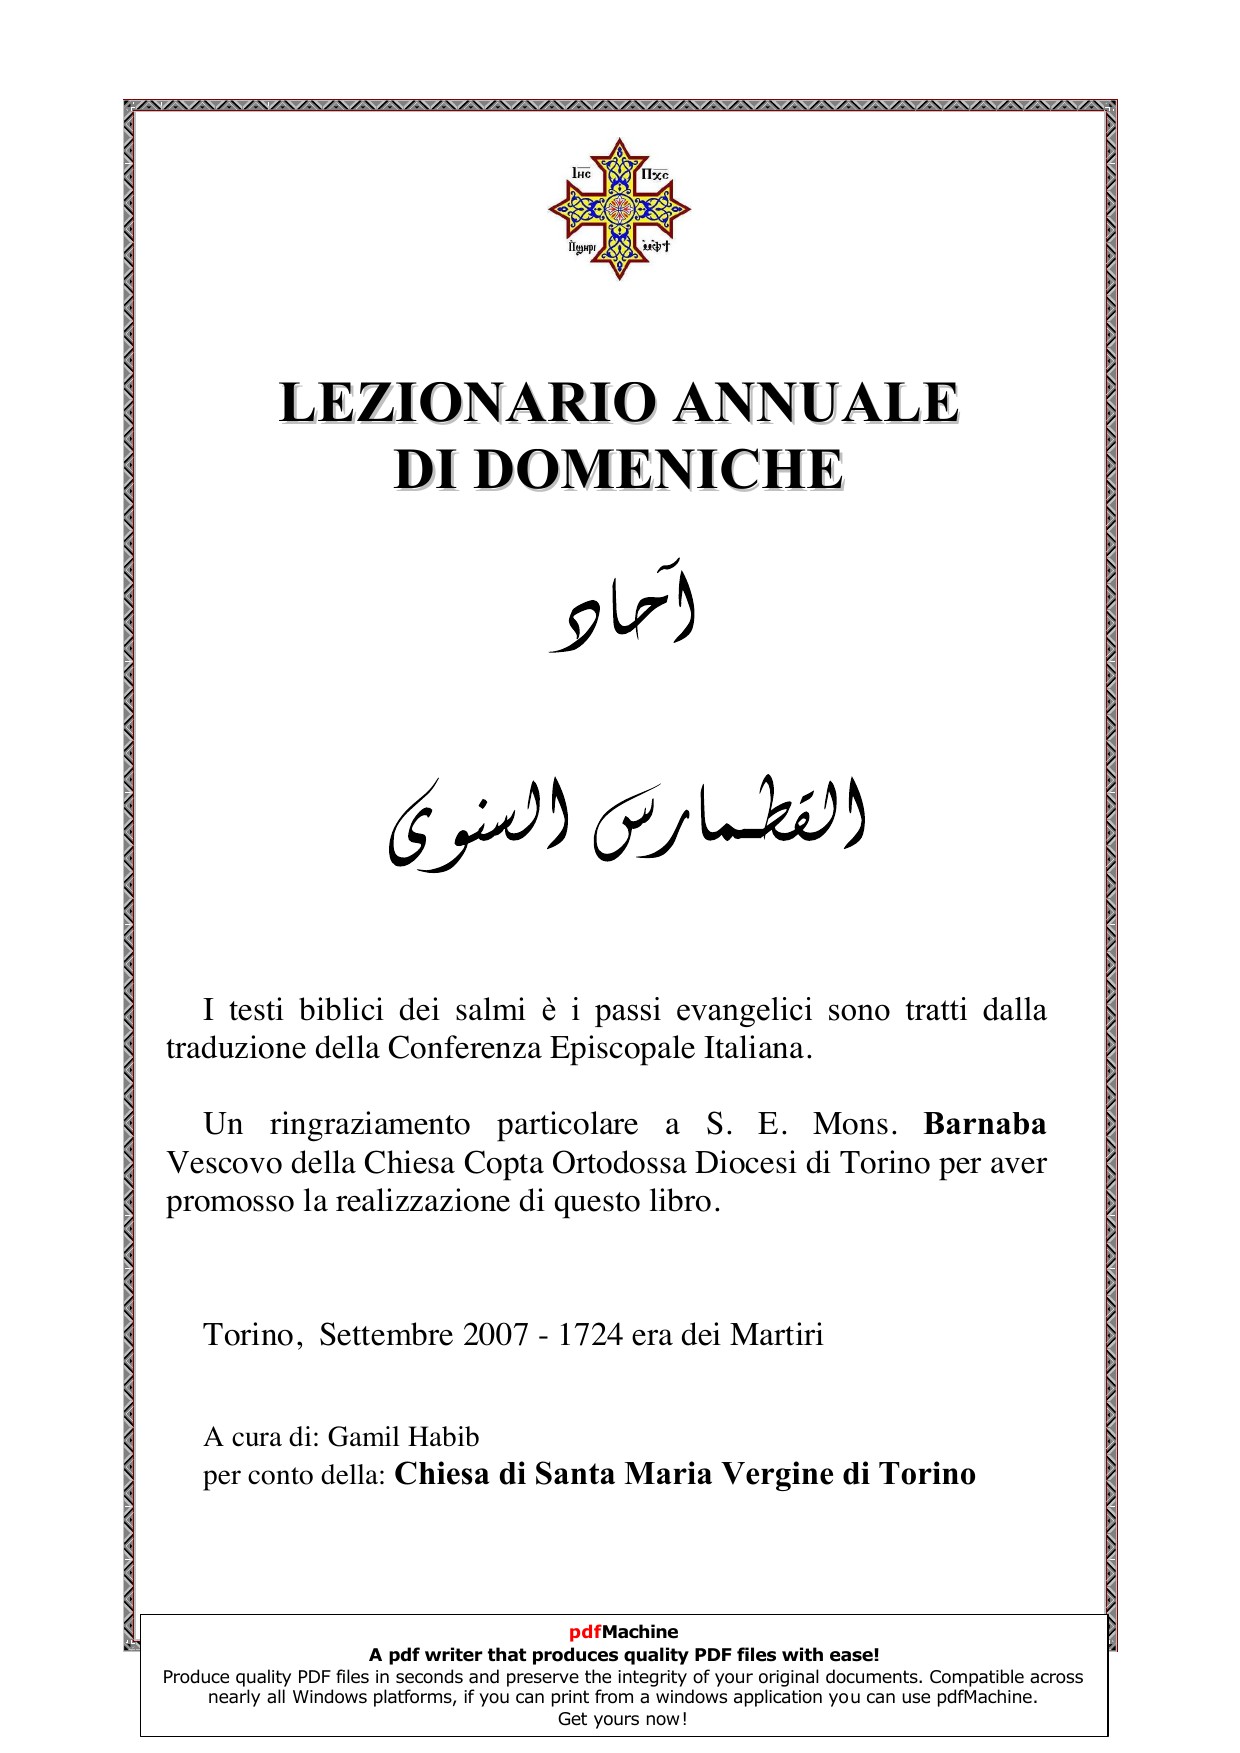 Ⲓⲏⲥ Ⲡⲭⲥ
Ⲡ̀ϣⲏⲣⲓ ⲙ̀ⲫϯ
LEZIONARIO ANNUALE
DI DOMENICHE
آحاد
القطمارس السنوى
I testi biblici dei salmi è i passi evangelici sono tratti dalla
traduzione della Conferenza Episcopale Italiana.
Un ringraziamento particolare a S. E. Mons. Barnaba
Vescovo della Chiesa Copta Ortodossa Diocesi di Torino per aver
promosso la realizzazione di questo libro.
Torino, Settembre 2007 - 1724 era dei Martiri
A cura di: Gamil Habib
per conto della: Chiesa di Santa Maria Vergine di Torino
pdfMachine
A pdf writer that produces quality PDF files with ease!
Produce quality PDF files in seconds and preserve the integrity of your original documents. Compatible across
nearly all Windows platforms, if you can print from a windows application you can use pdfMachine.
Get yours now!